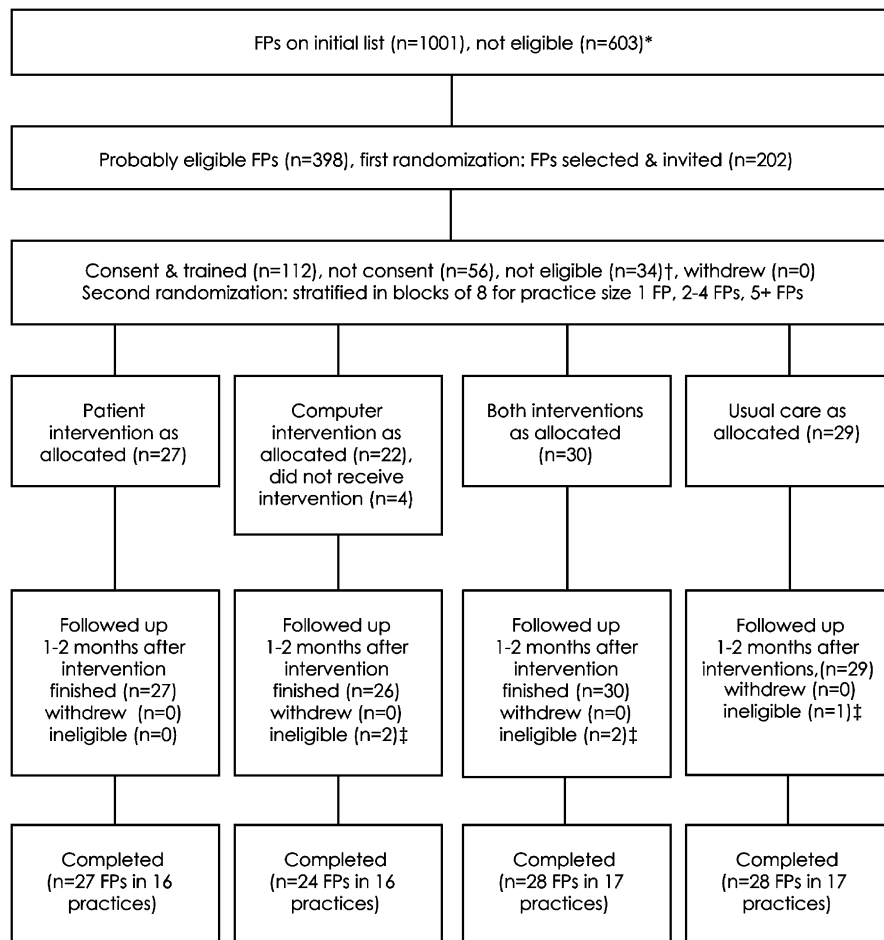 FPs on initial list (n=1001), not eligible (n=603)*
Probably eligible FPs (n=398), first randomization: FPs selected & invited (n=202)
Consent & trained (n=112), not consent (n=56), not eligible (n=34)†, withdrew (n=0)
Second randomization: stratified in blocks of 8 for practice size 1 FP, 2-4 FPs, 5+ FPs
Patient
intervention as
allocated (n=27)
Computer
intervention as
allocated (n=22),
did not receive
intervention (n=4)
Both interventions
as allocated
(n=30)
Usual care as
allocated (n=29)
Followed up
1-2 months after
intervention
finished (n=27)
withdrew (n=0)
ineligible (n=0)
Followed up
1-2 months after
intervention
finished (n=26)
withdrew (n=0)
ineligible (n=2)‡
Followed up
1-2 months after
intervention
finished (n=30)
withdrew (n=0)
ineligible (n=2)‡
Followed up
1-2 months after
interventions,(n=29)
withdrew (n=0)
ineligible (n=1)‡
Completed
(n=27 FPs in 16
practices)
Completed
(n=24 FPs in 16
practices)
Completed
(n=28 FPs in 17
practices)
Completed
(n=28 FPs in 17
practices)